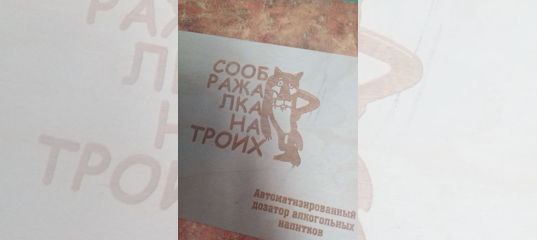 СООБ
РАЖА
ЛКА
НА
ТРОИХ
Автоматизированный
дозатор алкогольных
напитков